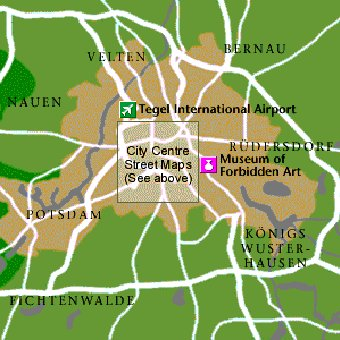 BERNAU
VELTEN
NAUEN
Tegel International Airport
City Centre
Street Maps
(See above)
RÜDERSDORF
Museum of
Forbidden Art
POTSDAM
KÖNIGS
WUSTER-
HAUSEN
FICHTENWALDE